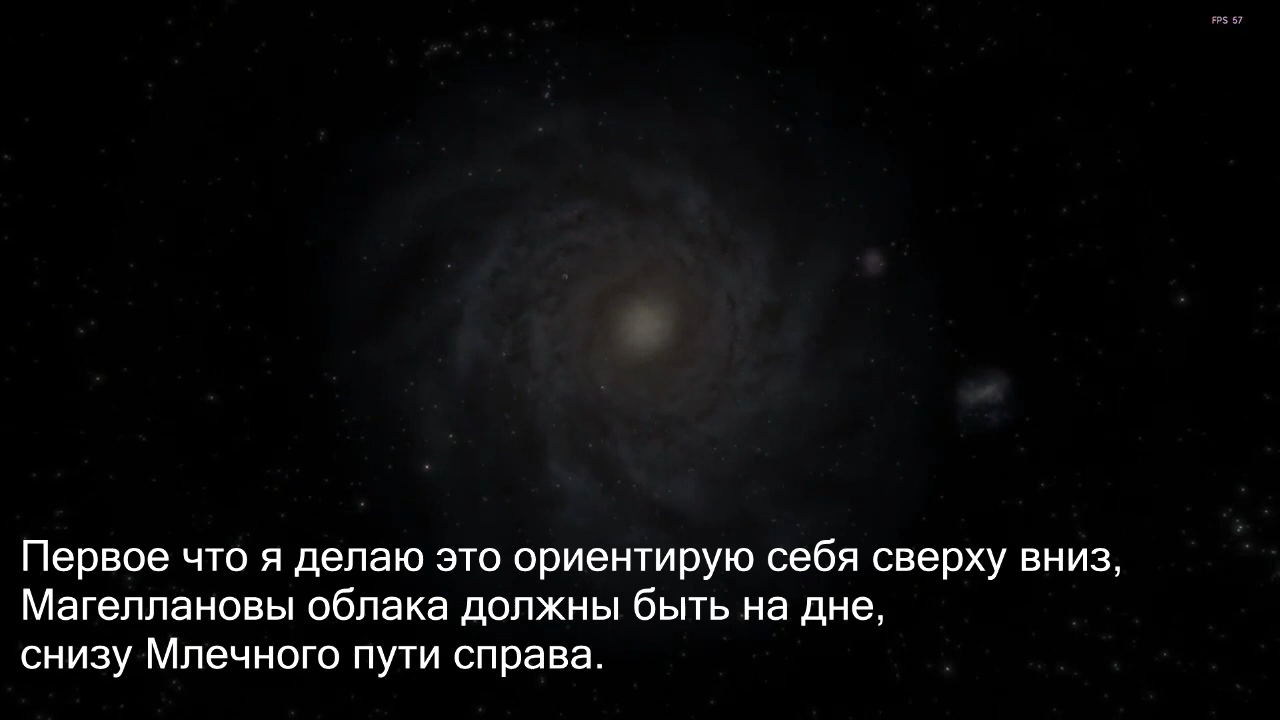 FPS 57
Первое что я делаю это ориентирую себя сверху вниз,
Магеллановы облака должны быть на дне,
снизу Млечного пути справа.